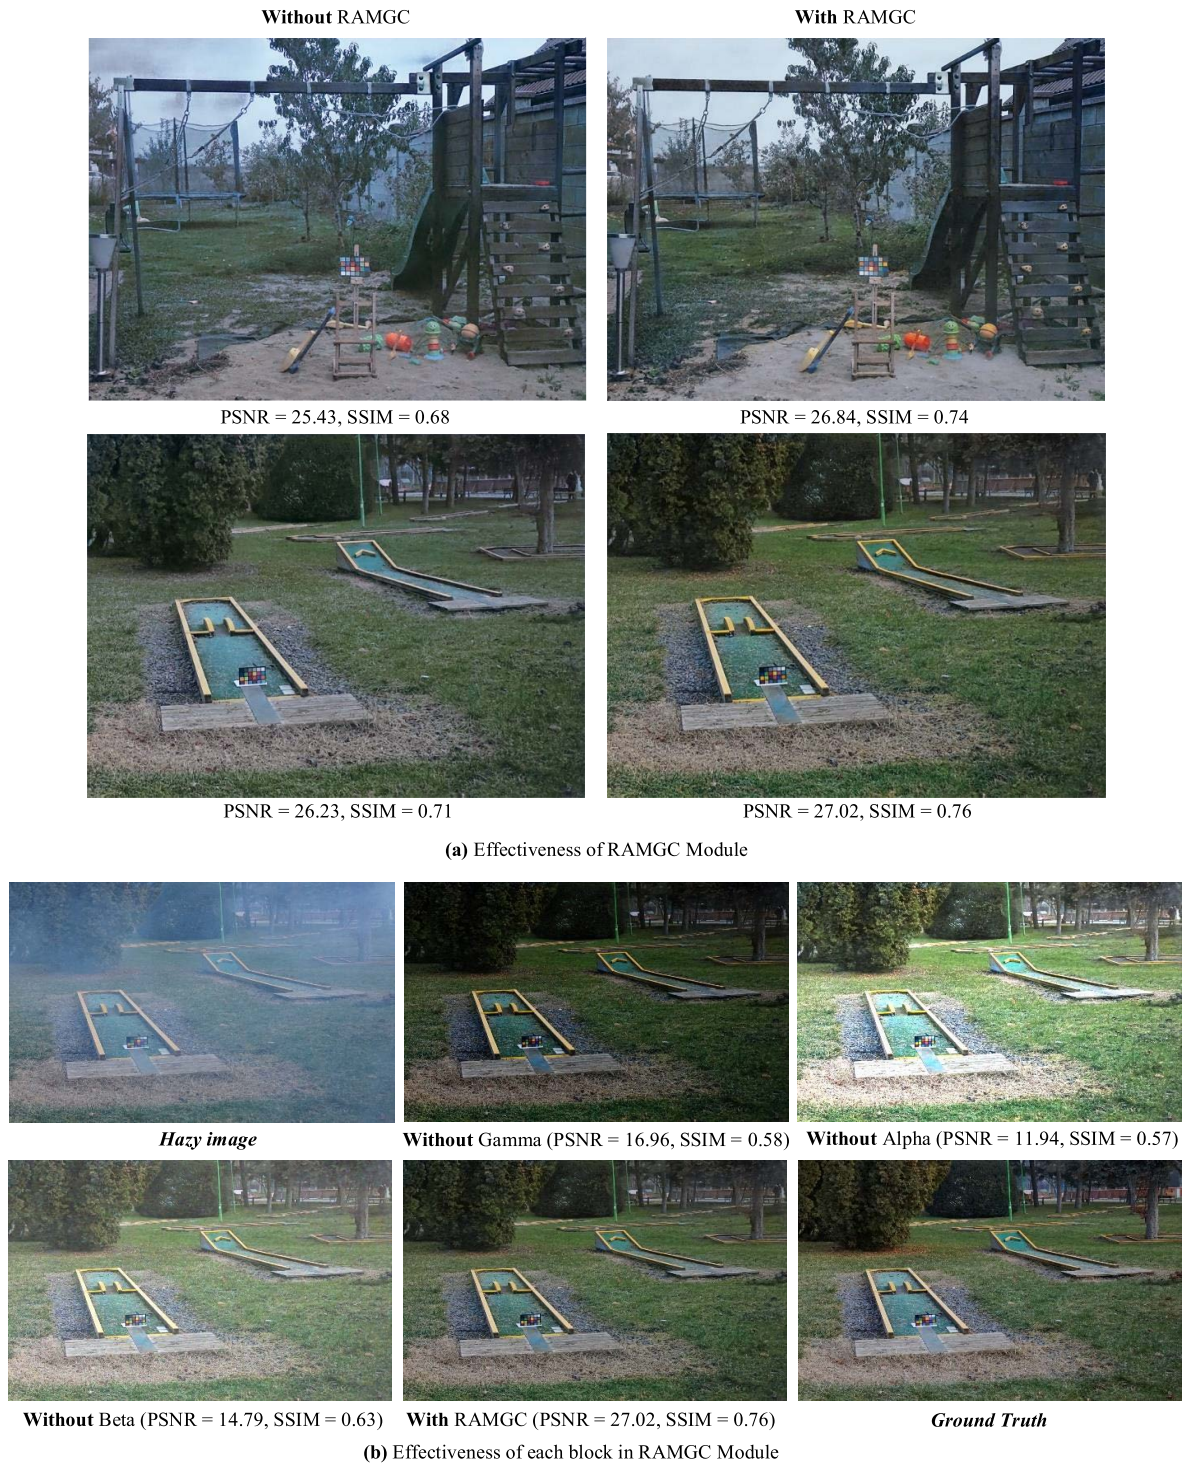 Without RAMGC
With RAMGC
PSNR = 25.43, SSIM = 0.68
PSNR = 26.84, SSIM = 0.74
PSNR = 26.23, SSIM = 0.71
PSNR = 27.02, SSIM = 0.76
(a) Effectiveness of RAMGC Module
Hazy image
Without Gamma (PSNR = 16.96, SSIM = 0.58)
Without Alpha (PSNR = 11.94, SSIM = 0.57)
Without Beta (PSNR = 14.79, SSIM = 0.63)
With RAMGC (PSNR = 27.02, SSIM = 0.76)
Ground Truth
(b) Effectiveness of each block in RAMGC Module